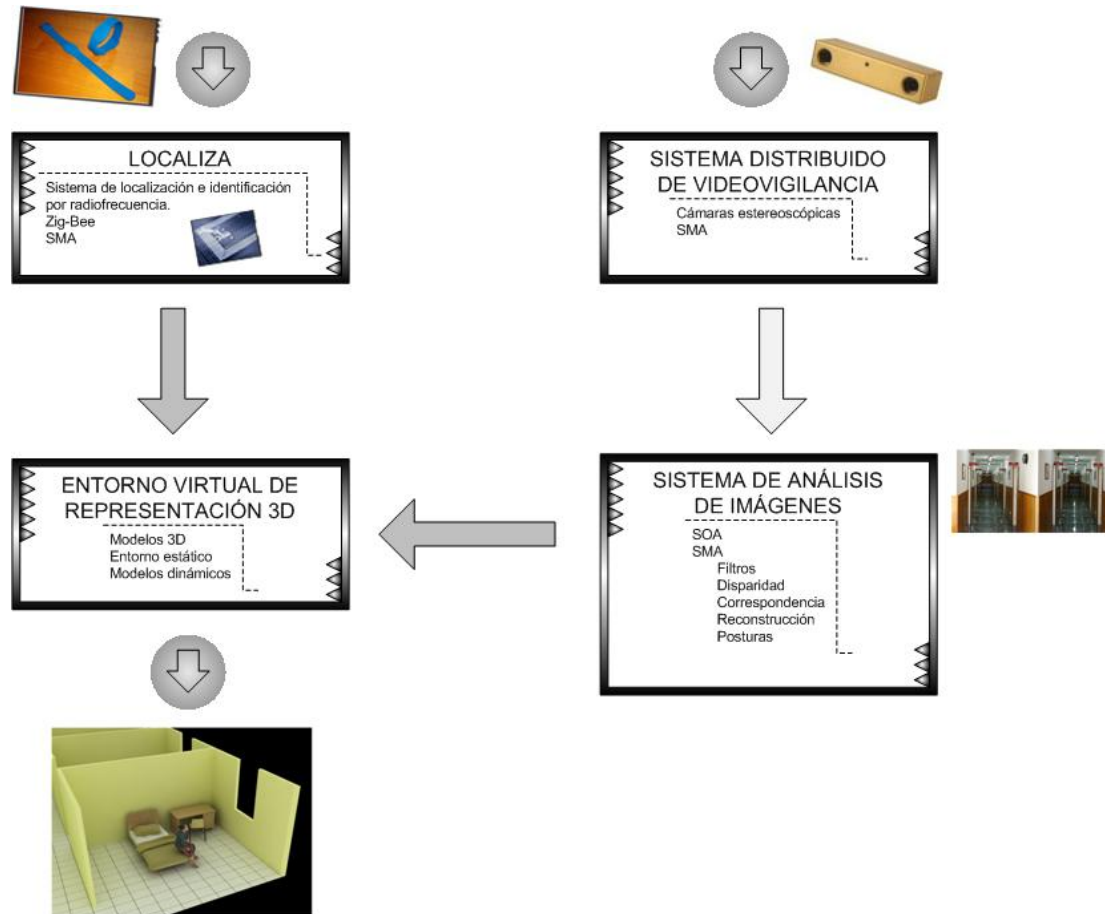 LOCALIZA
Sistema de localización e identificación
por radiofrecuencia.
Zig-Bee
SMA
SISTEMA DISTRIBUIDO
DE VIDEOVIGILANCIA
Cámaras estereoscópicas
SMA
ENTORNO VIRTUAL DE
REPRESENTACIÓN 3D
Modelos 3D
Entorno estático
Modelos dinámicos
SISTEMA DE ANÁLISIS
DE IMÁGENES
SOA
SMA
Filtros
Disparidad
Correspondencia
Reconstrucción
Posturas